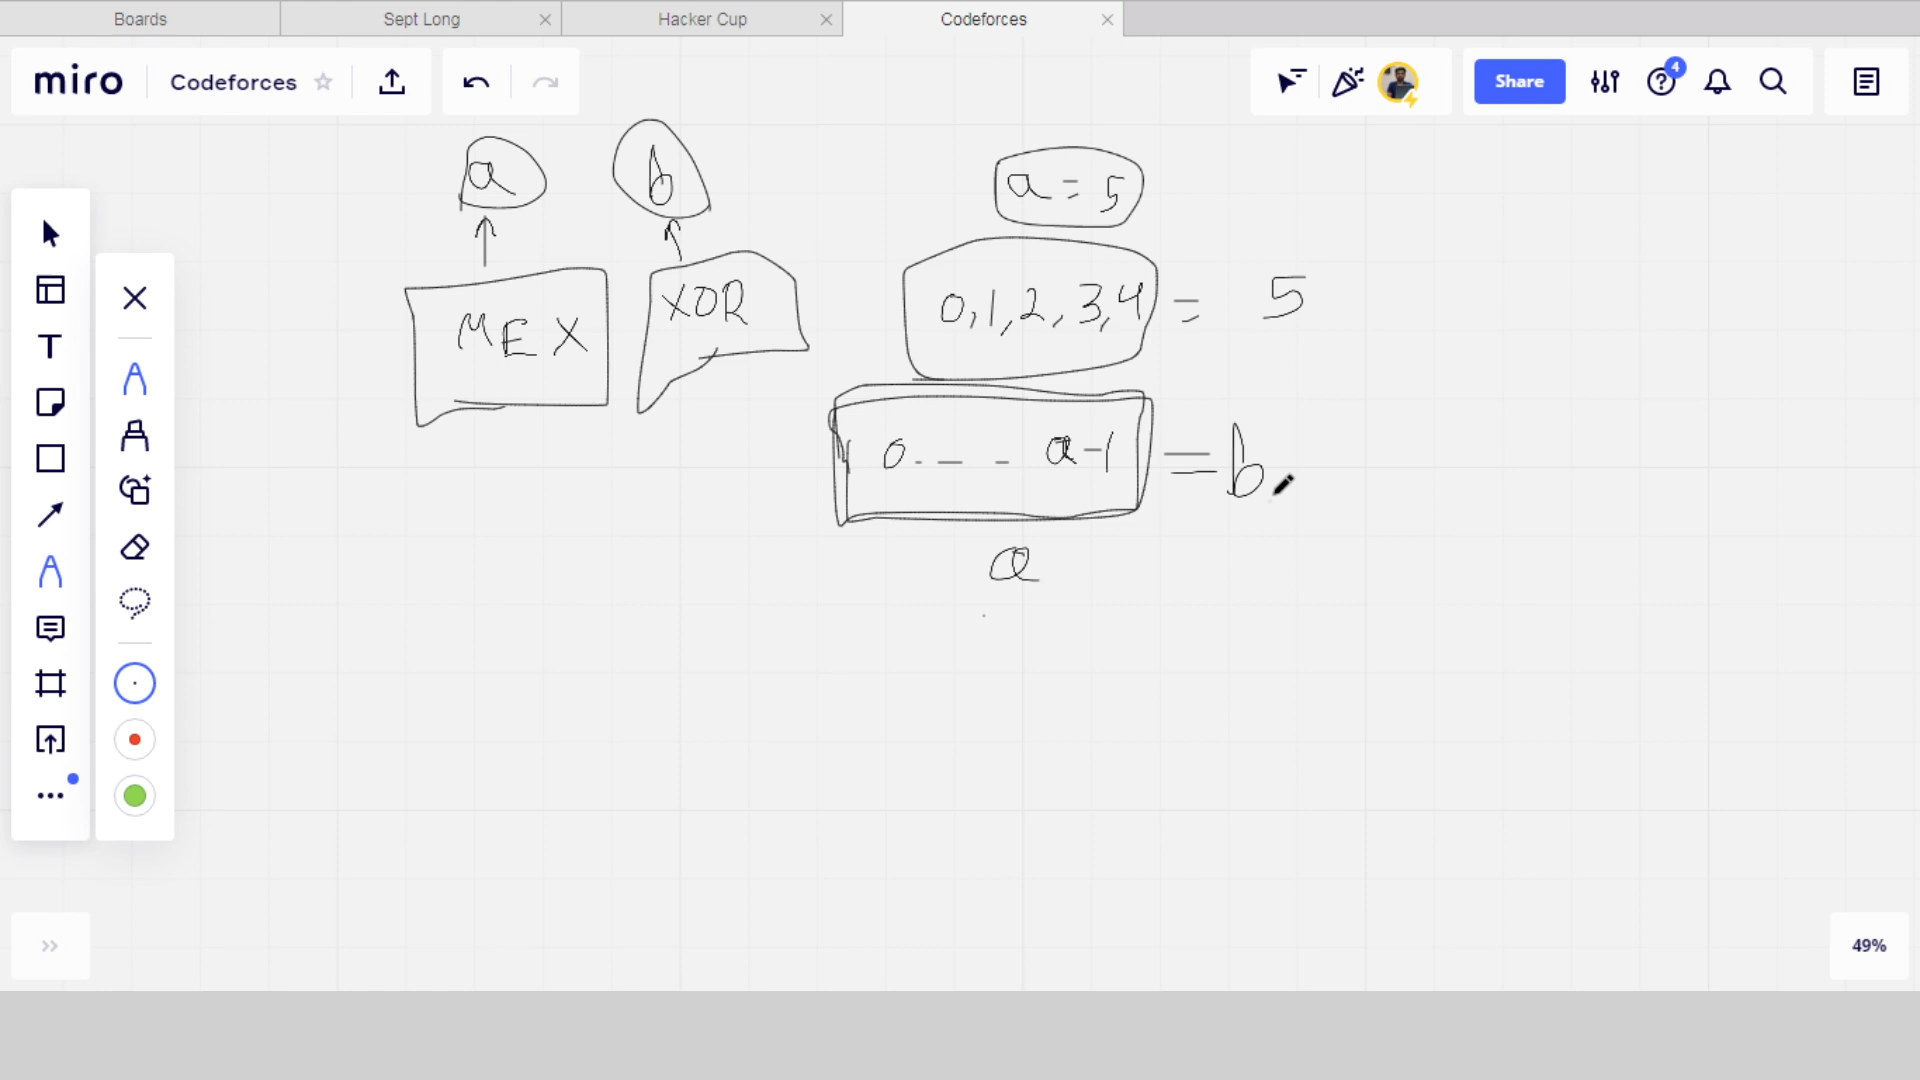 Boards Sept Long Hacker Cup Codeforces
miro Codeforces Share 4
a b a = 5
MEX XOR 0,1,2,3,4 = 5
0 . _ _ a-1 = b
a
T
49%